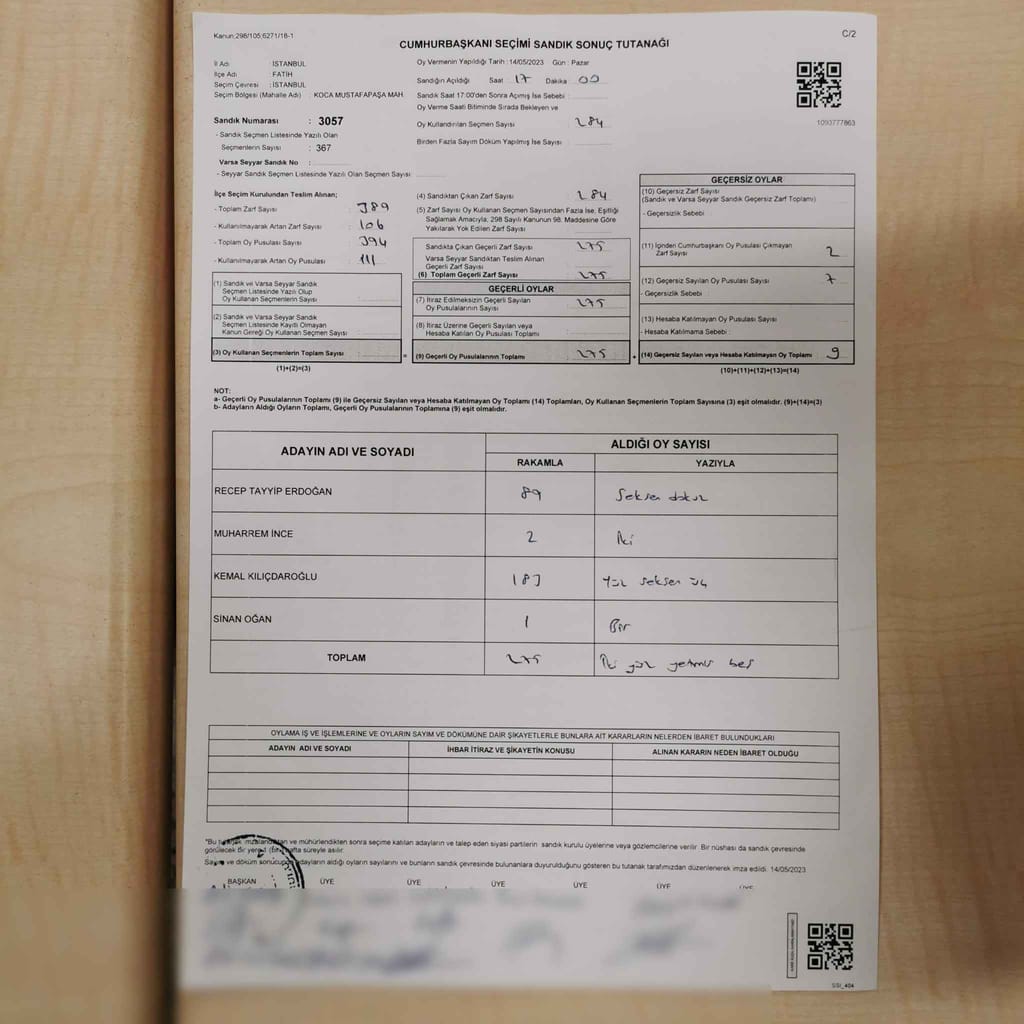 Kanun:298/105;6271/18-1
C/2
CUMHURBAŞKANI SEÇİMİ SANDIK SONUÇ TUTANAĞI
İl Adı : İSTANBUL
İlçe Adı : FATİH
Seçim Çevresi : İSTANBUL
Seçim Bölgesi (Mahalle Adı) : KOCA MUSTAFAPAŞA MAH.
Sandık Numarası : 3057
- Sandık Seçmen Listesinde Yazılı Olan
Seçmenlerin Sayısı : 367
Varsa Seyyar Sandık No :
- Seyyar Sandık Seçmen Listesinde Yazılı Olan Seçmen Sayısı :
Oy Vermenin Yapıldığı Tarih : 14/05/2023 Gün : Pazar
Sandığın Açıldığı Saat 17 Dakika 00
Sandık Saat 17:00'den Sonra Açımış İse Sebebi :
Oy Verme Saati Bitiminde Sırada Bekleyen ve
Oy Kullandırılan Seçmen Sayısı : 284
Birden Fazla Sayım Döküm Yapılmış İse Sayısı :
1093777863
İlçe Seçim Kurulundan Teslim Alınan;
- Toplam Zarf Sayısı : 389
- Kullanılmayarak Artan Zarf Sayısı : 106
- Toplam Oy Pusulası Sayısı : 394
- Kullanılmayarak Artan Oy Pusulası : 111
(1) Sandık ve Varsa Seyyar Sandık
Seçmen Listesinde Yazılı Olup
Oy Kullanan Seçmenlerin Sayısı :
(2) Sandık ve Varsa Seyyar Sandık
Seçmen Listesinde Kayıtlı Olmayan
Kanun Gereği Oy Kullanan Seçmen Sayısı :
(3) Oy Kullanan Seçmenlerin Toplam Sayısı :
(1)+(2)=(3)
(4) Sandıktan Çıkan Zarf Sayısı : 284
(5) Zarf Sayısı Oy Kullanan Seçmen Sayısından Fazla İse, Eşitliği
Sağlamak Amacıyla; 298 Sayılı Kanunun 98. Maddesine Göre
Yakılarak Yok Edilen Zarf Sayısı :
Sandıkta Çıkan Geçerli Zarf Sayısı : 275
Varsa Seyyar Sandıktan Teslim Alınan
Geçerli Zarf Sayısı :
(6) Toplam Geçerli Zarf Sayısı : 275
GEÇERLİ OYLAR
(7) İtiraz Edilmeksizin Geçerli Sayılan
Oy Pusulalarının Sayısı : 275
(8) İtiraz Üzerine Geçerli Sayılan veya
Hesaba Katılan Oy Pusulası Toplamı :
= (9) Geçerli Oy Pusulalarının Toplamı : 275
GEÇERSİZ OYLAR
(10) Geçersiz Zarf Sayısı
(Sandık ve Varsa Seyyar Sandık Geçersiz Zarf Toplamı)
- Geçersizlik Sebebi
(11) İçinden Cumhurbaşkanı Oy Pusulası Çıkmayan
Zarf Sayısı 2
(12) Geçersiz Sayılan Oy Pusulası Sayısı : 7
- Geçersizlik Sebebi
(13) Hesaba Katılmayan Oy Pusulası Sayısı :
- Hesaba Katılmama Sebebi :
+ (14) Geçersiz Sayılan veya Hesaba Katılmayan Oy Toplamı : 9
(10)+(11)+(12)+(13)=(14)
NOT:
a- Geçerli Oy Pusulalarının Toplamı (9) ile Geçersiz Sayılan veya Hesaba Katılmayan Oy Toplamı (14) Toplamları, Oy Kullanan Seçmenlerin Toplam Sayısına (3) eşit olmalıdır. (9)+(14)=(3)
b- Adayların Aldığı Oyların Toplamı, Geçerli Oy Pusulalarının Toplamına (9) eşit olmalıdır.
ADAYIN ADI VE SOYADI ALDIĞI OY SAYISI
RAKAMLA YAZIYLA
RECEP TAYYİP ERDOĞAN 89 Seksen dokuz
MUHARREM İNCE 2 İki
KEMAL KILIÇDAROĞLU 183 Yüz seksen üç
SİNAN OĞAN 1 Bir
TOPLAM 275 İki yüz yetmiş beş
OYLAMA İŞ VE İŞLEMLERİNE VE OYLARIN SAYIM VE DÖKÜMÜNE DAİR ŞİKAYETLERLE BUNLARA AİT KARARLARIN NELERDEN İBARET BULUNDUKLARI
ADAYIN ADI VE SOYADI İHBAR İTİRAZ VE ŞİKAYETİN KONUSU ALINAN KARARIN NEDEN İBARET OLDUĞU
*Bu tutanak imzalandıktan ve mühürlendikten sonra seçime katılan adayların ve talep eden siyasi partilerin sandık kurulu üyelerine veya gözlemcilerine verilir. Bir nüshası da sandık çevresinde
görülecek bir yere 1 (bir) hafta süreyle asılır.
Sayım ve döküm sonucunda adayların aldığı oyların sayılarını ve bunların sandık çevresinde bulunanlara duyurulduğunu gösteren bu tutanak tarafımızdan düzenlenerek imza edildi. 14/05/2023
BAŞKAN ÜYE ÜYE ÜYE ÜYE ÜYE ÜYE
SSI_404